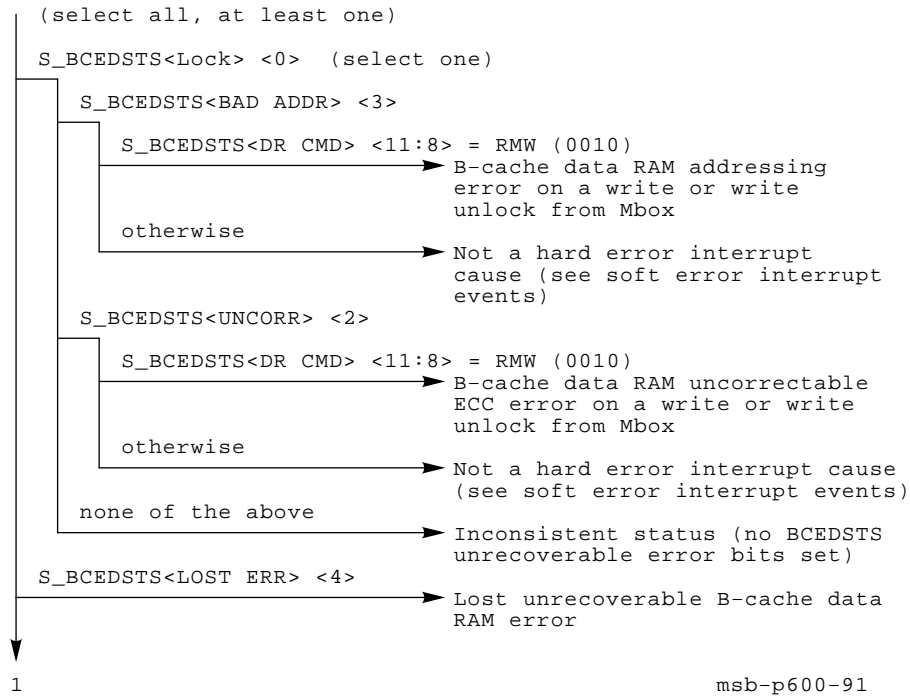 (select all, at least one)
S_BCEDSTS<Lock> <0> (select one)
S_BCEDSTS<BAD ADDR> <3>
S_BCEDSTS<DR CMD> <11:8> = RMW (0010)
B-cache data RAM addressing
error on a write or write
unlock from Mbox
otherwise
Not a hard error interrupt
cause (see soft error interrupt
events)
S_BCEDSTS<UNCORR> <2>
S_BCEDSTS<DR CMD> <11:8> = RMW (0010)
B-cache data RAM uncorrectable
ECC error on a write or write
unlock from Mbox
otherwise
Not a hard error interrupt cause
(see soft error interrupt events)
none of the above
Inconsistent status (no BCEDSTS
unrecoverable error bits set)
S_BCEDSTS<LOST ERR> <4>
Lost unrecoverable B-cache data
RAM error
1 msb-p600-91